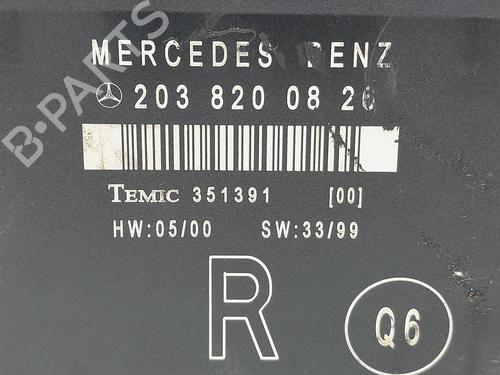 MERCEDES BENZ
203 820 08 26
TEMIC 351391 [00]
HW:05/00 SW:33/99
R
Q6
B-PARTS